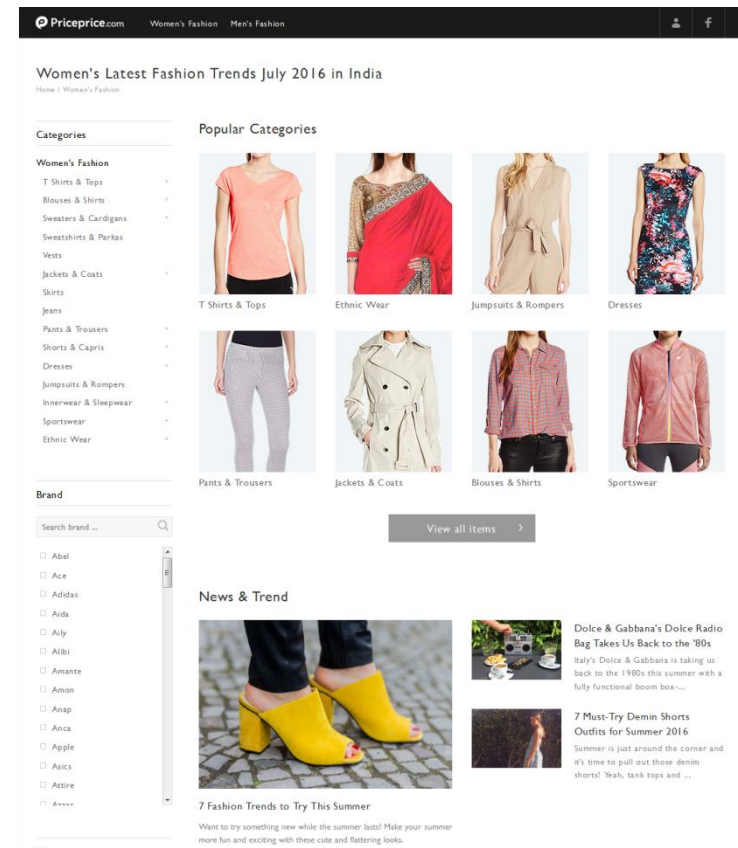 Priceprice.com
Women's Fashion
Men's Fashion
Women's Latest Fashion Trends July 2016 in India
Home / Women's Fashion
Categories
Women's Fashion
T Shirts & Tops
Blouses & Shirts
Sweaters & Cardigans
Sweatshirts & Parkas
Vests
Jackets & Coats
Skirts
Jeans
Pants & Trousers
Shorts & Capris
Dresses
Jumpsuits & Rompers
Innerwear & Sleepwear
Sportswear
Ethnic Wear
Brand
Search brand ...
Abel
Ace
Adidas
Aida
Aily
Alibi
Amante
Amon
Anap
Anca
Apple
Asics
Attire
Popular Categories
T Shirts & Tops
Ethnic Wear
Jumpsuits & Rompers
Dresses
Pants & Trousers
Jackets & Coats
Blouses & Shirts
Sportswear
View all items
News & Trend
7 Fashion Trends to Try This Summer
Want to try something new while the summer lasts! Make your summer
more fun and exciting with these cute and flattering looks.
Dolce & Gabbana's Dolce Radio
Bag Takes Us Back to the '80s
Italy's Dolce & Gabbana is taking us
back to the 1980s this summer with a
fully functional boom box-...
7 Must-Try Demin Shorts
Outfits for Summer 2016
Summer is just around the corner and
it's time to pull out those denim
shorts! Yeah, tank tops and ...